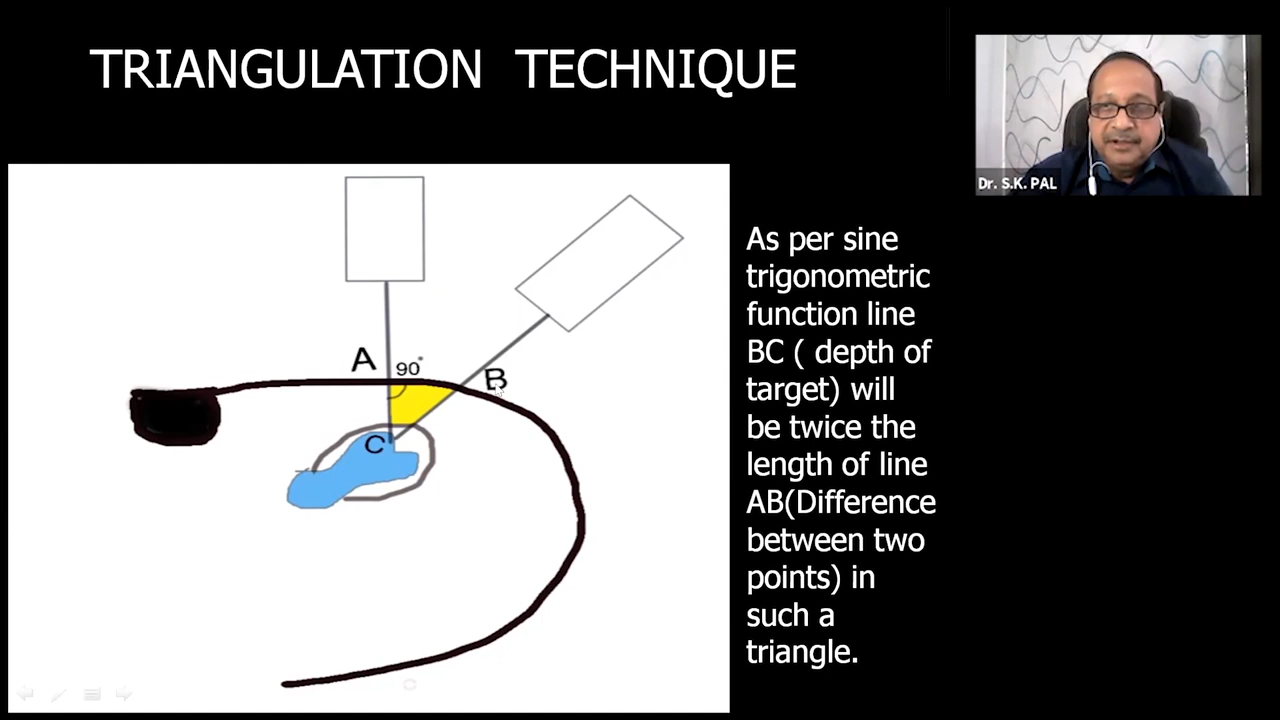 TRIANGULATION TECHNIQUE
Dr. S.K. PAL
A
90°
B
C
As per sine
trigonometric
function line
BC ( depth of
target) will
be twice the
length of line
AB(Difference
between two
points) in
such a
triangle.